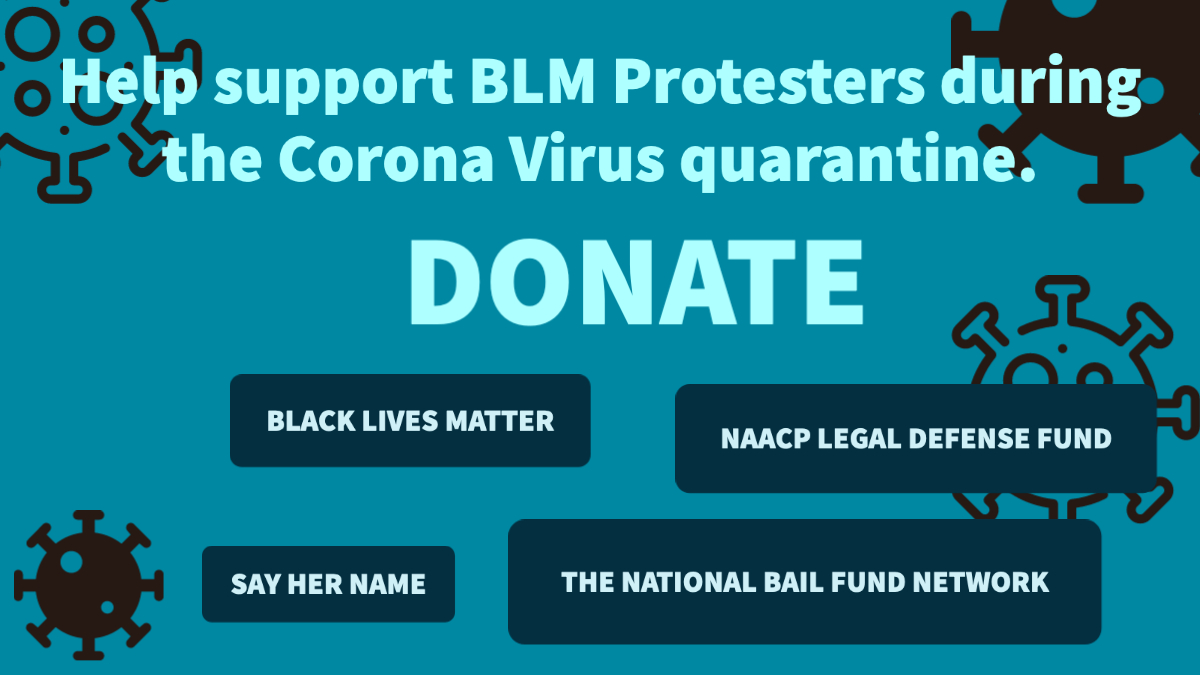 Help support BLM Protesters during
the Corona Virus quarantine.
DONATE
BLACK LIVES MATTER
NAACP LEGAL DEFENSE FUND
SAY HER NAME
THE NATIONAL BAIL FUND NETWORK